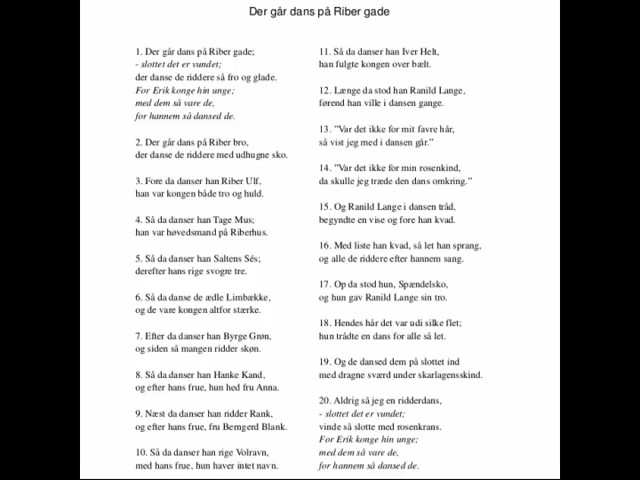 Der går dans på Riber gade
1. Der går dans på Riber gade;
- slottet det er vundet;
der danse de riddere så fro og glade.
For Erik konge hin unge;
med dem så vare de,
for hannem så dansed de.
2. Der går dans på Riber bro,
der danse de riddere med udhugne sko.
3. Fore da danser han Riber Ulf,
han var kongen både tro og huld.
4. Så da danser han Tage Mus;
han var høvedsmand på Riberhus.
5. Så da danser han Saltens Sés;
derefter hans rige svogre tre.
6. Så da danse de ædle Limbække,
og de vare kongen altfor stærke.
7. Efter da danser han Byrge Grøn,
og siden så mangen ridder skøn.
8. Så da danser han Hanke Kand,
og efter hans frue, hun hed fru Anna.
9. Næst da danser han ridder Rank,
og efter hans frue, fru Berngerd Blank.
10. Så da danser han rige Volravn,
med hans frue, hun haver intet navn.
11. Så da danser han Iver Helt,
han fulgte kongen over bælt.
12. Længe da stod han Ranild Lange,
førend han ville i dansen gange.
13. "Var det ikke for mit favre hår,
så vist jeg med i dansen går."
14. "Var det ikke for min rosenkind,
da skulle jeg træde den dans omkring."
15. Og Ranild Lange i dansen tråd,
begyndte en vise og fore han kvad.
16. Med liste han kvad, så let han sprang,
og alle de riddere efter hannem sang.
17. Op da stod hun, Spændelsko,
og hun gav Ranild Lange sin tro.
18. Hendes hår det var udi silke flet;
hun trådte en dans for alle så let.
19. Og de dansed dem på slottet ind
med dragne sværd under skarlagensskind.
20. Aldrig så jeg en ridderdans,
- slottet det er vundet;
vinde så slotte med rosenkrans.
For Erik konge hin unge;
med dem så vare de,
for hannem så dansed de.